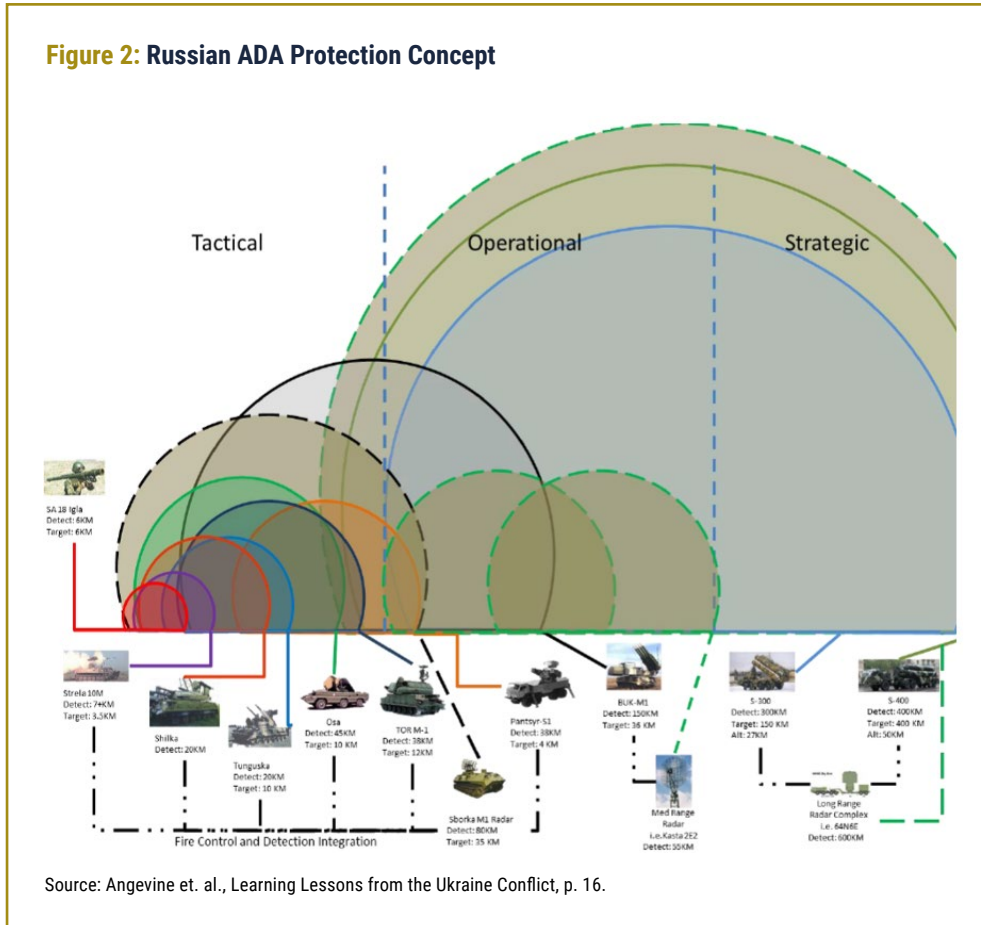 Figure 2: Russian ADA Protection Concept
Tactical
Operational
Strategic
SA 18 Igla
Detect: 6KM
Target: 6KM
Strela 10M
Detect: 7+KM
Target: 3.5KM
Shilka
Detect: 20KM
Tunguska
Detect: 20KM
Target: 10 KM
Osa
Detect: 45KM
Target: 10 KM
TOR M-1
Detect: 38KM
Target: 12KM
Sborka M1 Radar
Detect: 80KM
Target: 35 KM
Pantsyr-S1
Detect: 38KM
Target: 4 KM
BUK-M1
Detect: 150KM
Target: 36 KM
Med Range
Radar
i.e.Kasta 2E2
Detect: 55KM
S-300
Detect: 300KM
Target: 150 KM
Alt: 27KM
S-400
Detect: 400KM
Target: 400 KM
Alt: 50KM
Long Range
Radar Complex
i.e. 64N6E
Detect: 600KM
Fire Control and Detection Integration
Source: Angevine et. al., Learning Lessons from the Ukraine Conflict, p. 16.